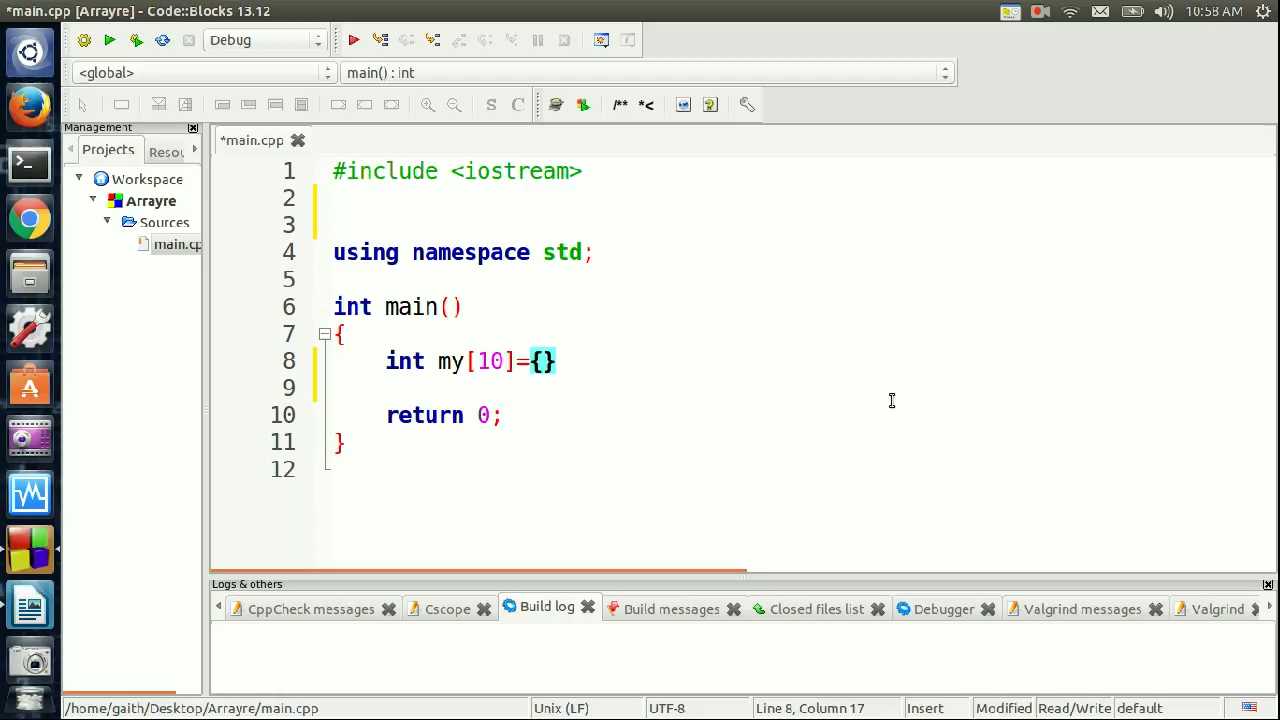 *main.cpp [Arrayre] - Code::Blocks 13.12
10:58 AM
Debug
<global>
main() : int
/** *<
S C
Management
Projects
Resou
*main.cpp
Workspace
Arrayre
Sources
main.cp
1 #include <iostream>
2
3
4 using namespace std;
5
6 int main()
7 {
8 int my[10]={}
9
10 return 0;
11 }
12
Logs & others
CppCheck messages
Cscope
Build log
Build messages
Closed files list
Debugger
Valgrind messages
Valgrind
/home/gaith/Desktop/Arrayre/main.cpp
Unix (LF)
UTF-8
Line 8, Column 17
Insert
Modified
Read/Write
default